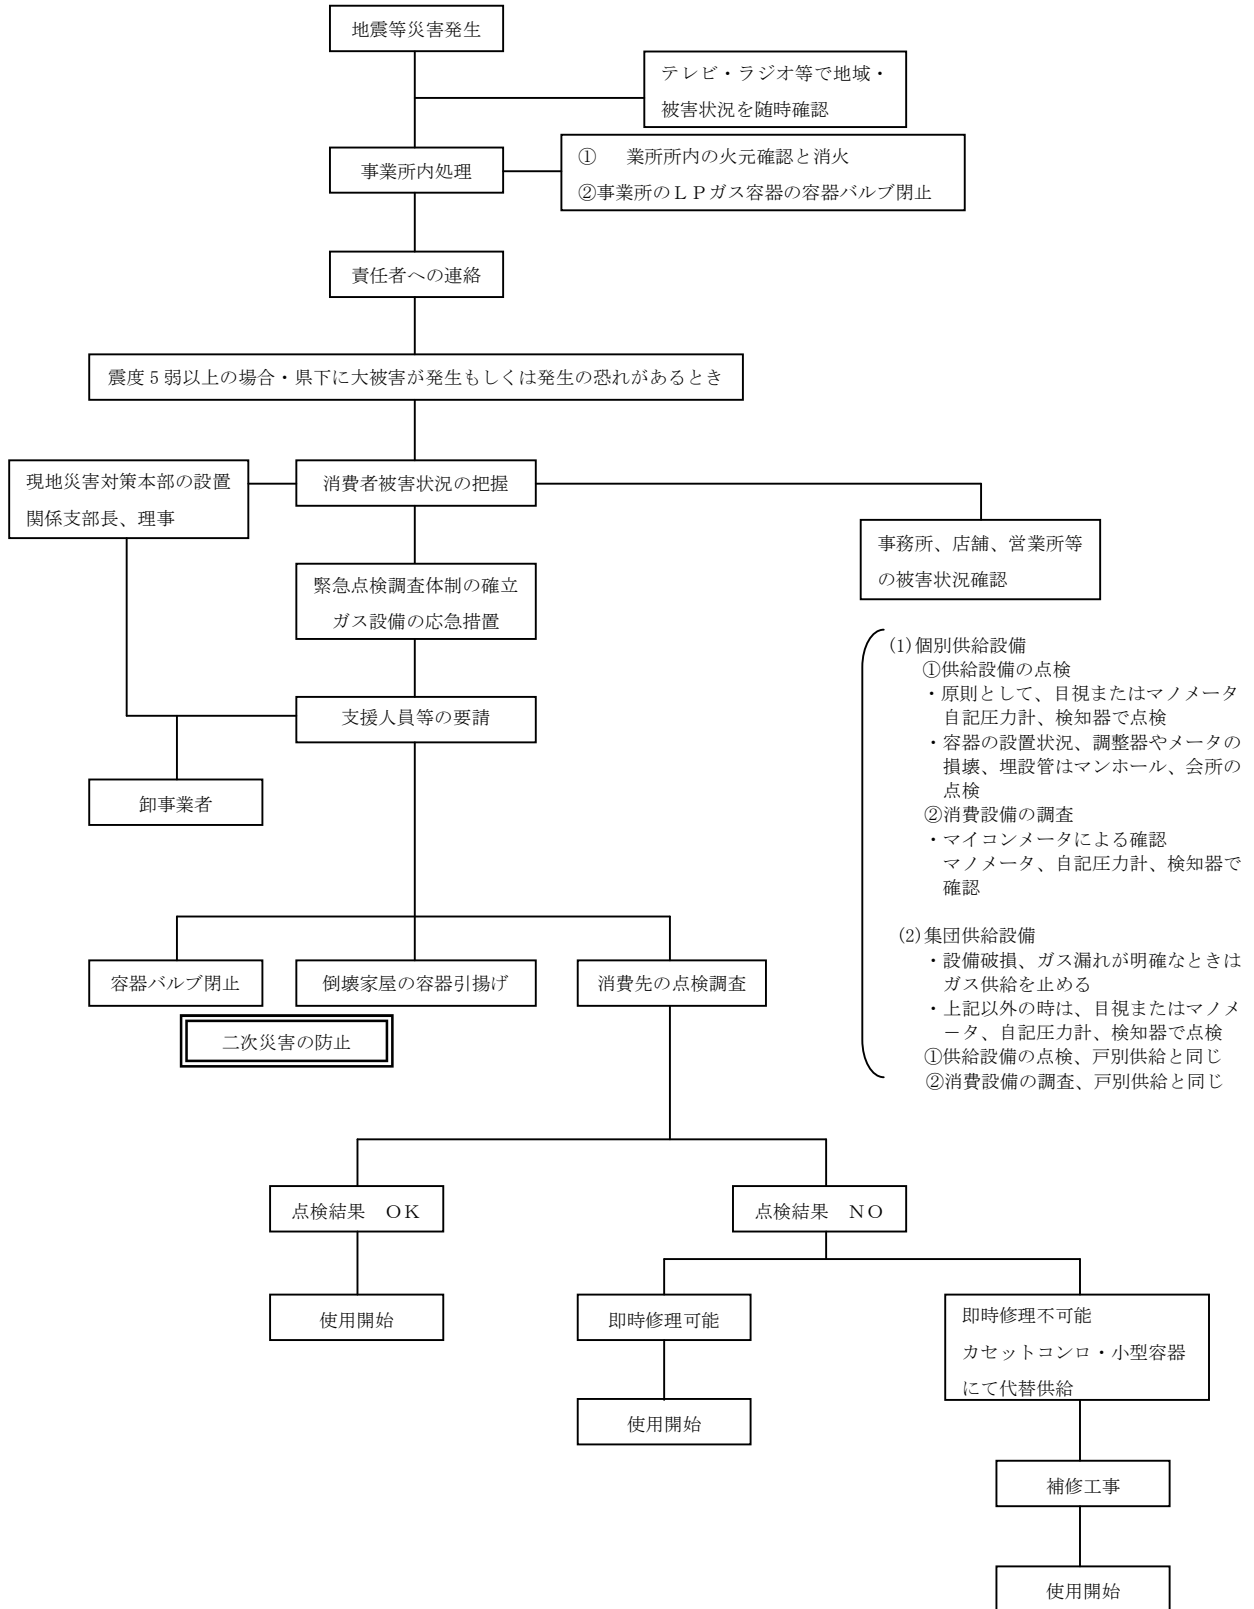 地震等災害発生
テレビ・ラジオ等で地域・
被害状況を随時確認
事業所内処理
①　業所所内の火元確認と消火
②事業所のＬＰガス容器の容器バルブ閉止
責任者への連絡
震度５弱以上の場合・県下に大被害が発生もしくは発生の恐れがあるとき
現地災害対策本部の設置
関係支部長、理事
消費者被害状況の把握
事務所、店舗、営業所等
の被害状況確認
緊急点検調査体制の確立
ガス設備の応急措置
支援人員等の要請
卸事業者
(1)個別供給設備
①供給設備の点検
・原則として、目視またはマノメータ
自記圧力計、検知器で点検
・容器の設置状況、調整器やメータの
損壊、埋設管はマンホール、会所の
点検
②消費設備の調査
・マイコンメータによる確認
マノメータ、自記圧力計、検知器で
確認
(2)集団供給設備
・設備破損、ガス漏れが明確なときは
ガス供給を止める
・上記以外の時は、目視またはマノメ
ータ、自記圧力計、検知器で点検
①供給設備の点検、戸別供給と同じ
②消費設備の調査、戸別供給と同じ
容器バルブ閉止
倒壊家屋の容器引揚げ
消費先の点検調査
二次災害の防止
点検結果　ＯＫ
点検結果　ＮＯ
使用開始
即時修理可能
即時修理不可能
カセットコンロ・小型容器
にて代替供給
使用開始
補修工事
使用開始